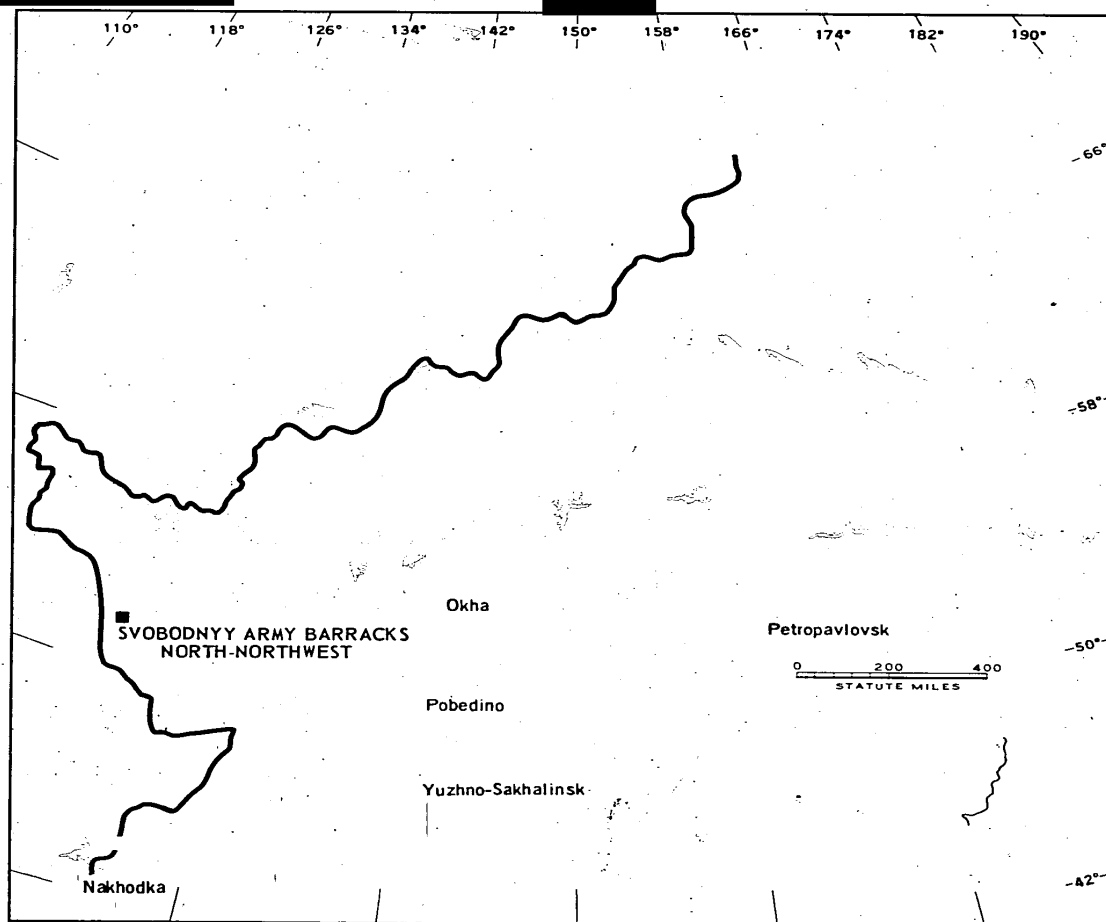 110° 118° 126° 134° 142° 150° 158° 166° 174° 182° 190°
66°
58°
Okha
SVOBODNYY ARMY BARRACKS
NORTH-NORTHWEST
Petropavlovsk
50°
0 200 400
STATUTE MILES
Pobedino
Yuzhno-Sakhalinsk
42°
Nakhodka